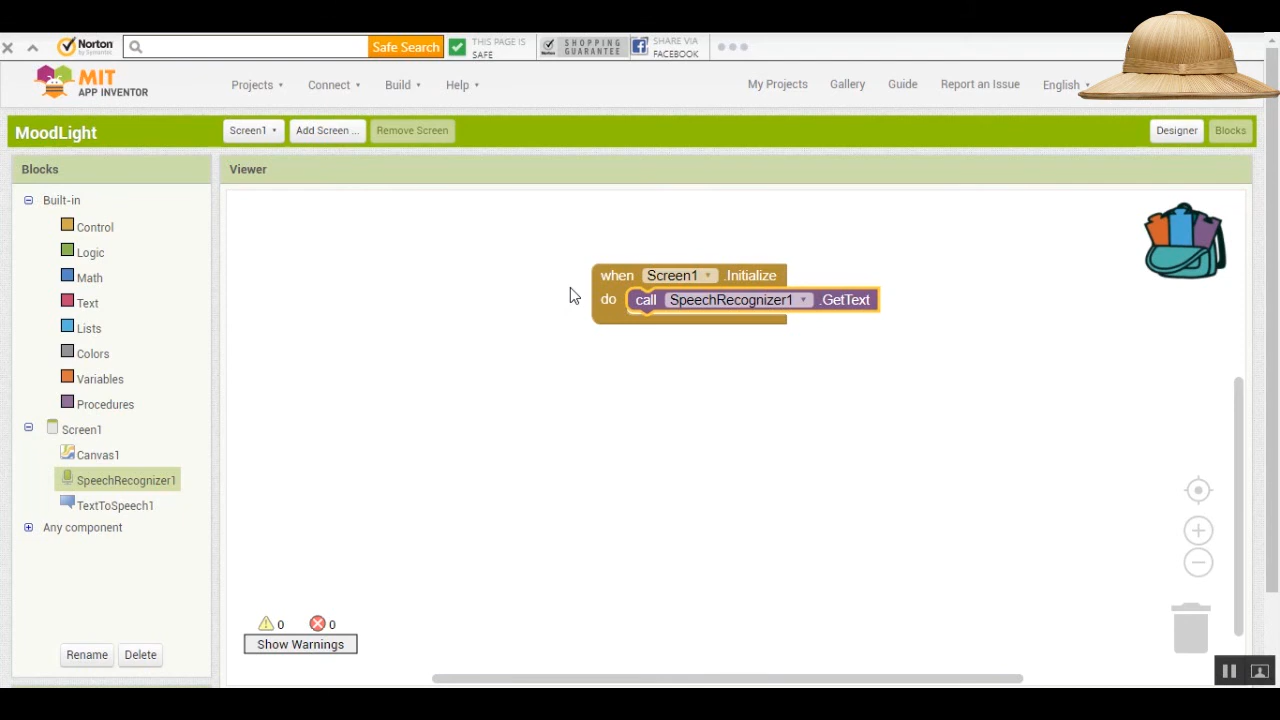 Norton
by Symantec
Safe Search
THIS PAGE IS
SAFE
SHOPPING
GUARANTEE
SHARE VIA
FACEBOOK
MIT
APP INVENTOR
Projects
Connect
Build
Help
My Projects
Gallery
Guide
Report an Issue
English
MoodLight
Screen1
Add Screen ...
Remove Screen
Designer
Blocks
Blocks
Viewer
Built-in
Control
Logic
Math
Text
Lists
Colors
Variables
Procedures
Screen1
Canvas1
SpeechRecognizer1
TextToSpeech1
Any component
Rename
Delete
when Screen1 .Initialize
do call SpeechRecognizer1 .GetText
0 0
Show Warnings